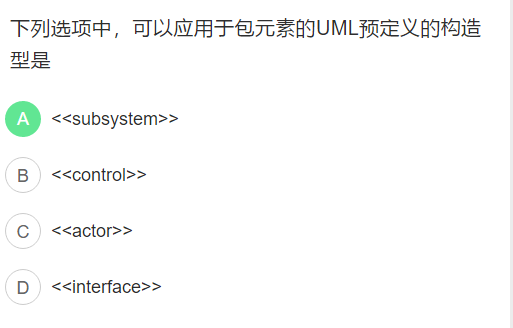 下列选项中，可以应用于包元素的UML预定义的构造
型是
A <<subsystem>>
B <<control>>
C <<actor>>
D <<interface>>